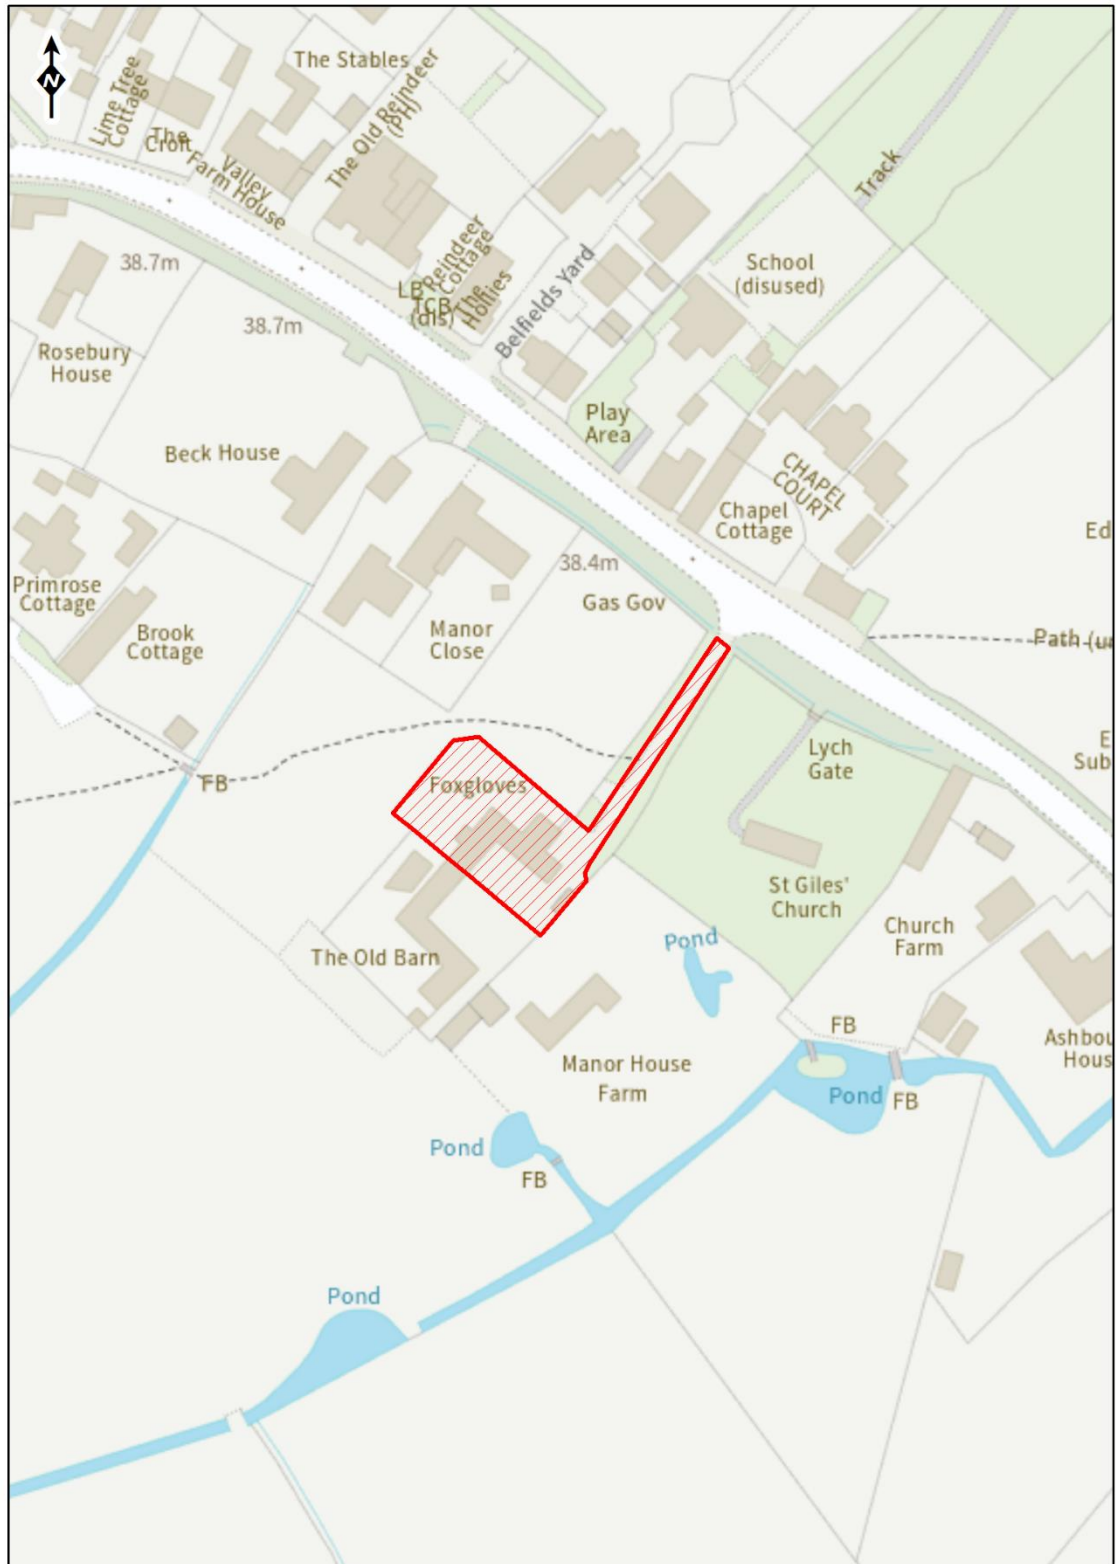 N
The Stables
Lime Tree
Cottage
The
Croft
The Old Reindeer
(PH)
Valley
Farm House
Track
38.7m
Reindeer
Cottage
LB
TCB
(dis)
The
Hollies
Belfields Yard
School
(disused)
38.7m
Rosebury
House
Play
Area
Beck House
CHAPEL
COURT
Chapel
Cottage
Ed
38.4m
Primrose
Cottage
Gas Gov
Brook
Cottage
Manor
Close
Path (u
Lych
Gate
E
Sub
FB
Foxgloves
St Giles'
Church
Church
Farm
Pond
The Old Barn
FB
Ashbou
Hous
Manor House
Farm
Pond
FB
Pond
FB
Pond